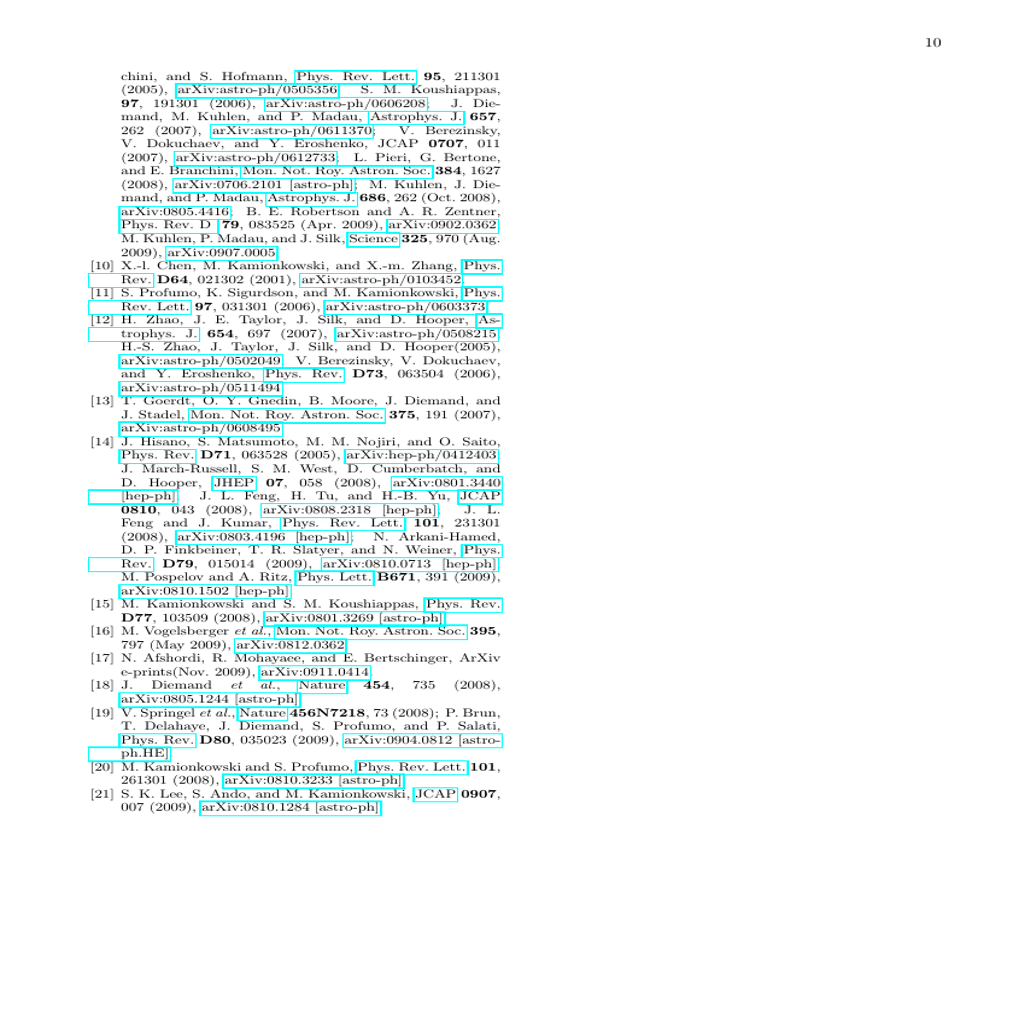 10
chini, and S. Hofmann, Phys. Rev. Lett. 95, 211301
(2005), arXiv:astro-ph/0505356; S. M. Koushiappas,
97, 191301 (2006), arXiv:astro-ph/0606208; J. Die-
mand, M. Kuhlen, and P. Madau, Astrophys. J. 657,
262 (2007), arXiv:astro-ph/0611370; V. Berezinsky,
V. Dokuchaev, and Y. Eroshenko, JCAP 0707, 011
(2007), arXiv:astro-ph/0612733; L. Pieri, G. Bertone,
and E. Branchini, Mon. Not. Roy. Astron. Soc. 384, 1627
(2008), arXiv:0706.2101 [astro-ph]; M. Kuhlen, J. Die-
mand, and P. Madau, Astrophys. J. 686, 262 (Oct. 2008),
arXiv:0805.4416; B. E. Robertson and A. R. Zentner,
Phys. Rev. D 79, 083525 (Apr. 2009), arXiv:0902.0362;
M. Kuhlen, P. Madau, and J. Silk, Science 325, 970 (Aug.
2009), arXiv:0907.0005
[10] X.-l. Chen, M. Kamionkowski, and X.-m. Zhang, Phys.
Rev. D64, 021302 (2001), arXiv:astro-ph/0103452
[11] S. Profumo, K. Sigurdson, and M. Kamionkowski, Phys.
Rev. Lett. 97, 031301 (2006), arXiv:astro-ph/0603373
[12] H. Zhao, J. E. Taylor, J. Silk, and D. Hooper, As-
trophys. J. 654, 697 (2007), arXiv:astro-ph/0508215;
H.-S. Zhao, J. Taylor, J. Silk, and D. Hooper(2005),
arXiv:astro-ph/0502049; V. Berezinsky, V. Dokuchaev,
and Y. Eroshenko, Phys. Rev. D73, 063504 (2006),
arXiv:astro-ph/0511494
[13] T. Goerdt, O. Y. Gnedin, B. Moore, J. Diemand, and
J. Stadel, Mon. Not. Roy. Astron. Soc. 375, 191 (2007),
arXiv:astro-ph/0608495
[14] J. Hisano, S. Matsumoto, M. M. Nojiri, and O. Saito,
Phys. Rev. D71, 063528 (2005), arXiv:hep-ph/0412403;
J. March-Russell, S. M. West, D. Cumberbatch, and
D. Hooper, JHEP 07, 058 (2008), arXiv:0801.3440
[hep-ph]; J. L. Feng, H. Tu, and H.-B. Yu, JCAP
0810, 043 (2008), arXiv:0808.2318 [hep-ph]; J. L.
Feng and J. Kumar, Phys. Rev. Lett. 101, 231301
(2008), arXiv:0803.4196 [hep-ph]; N. Arkani-Hamed,
D. P. Finkbeiner, T. R. Slatyer, and N. Weiner, Phys.
Rev. D79, 015014 (2009), arXiv:0810.0713 [hep-ph];
M. Pospelov and A. Ritz, Phys. Lett. B671, 391 (2009),
arXiv:0810.1502 [hep-ph]
[15] M. Kamionkowski and S. M. Koushiappas, Phys. Rev.
D77, 103509 (2008), arXiv:0801.3269 [astro-ph]
[16] M. Vogelsberger et al., Mon. Not. Roy. Astron. Soc. 395,
797 (May 2009), arXiv:0812.0362
[17] N. Afshordi, R. Mohayaee, and E. Bertschinger, ArXiv
e-prints(Nov. 2009), arXiv:0911.0414
[18] J. Diemand et al., Nature 454, 735 (2008),
arXiv:0805.1244 [astro-ph]
[19] V. Springel et al., Nature 456N7218, 73 (2008); P. Brun,
T. Delahaye, J. Diemand, S. Profumo, and P. Salati,
Phys. Rev. D80, 035023 (2009), arXiv:0904.0812 [astro-
ph.HE]
[20] M. Kamionkowski and S. Profumo, Phys. Rev. Lett. 101,
261301 (2008), arXiv:0810.3233 [astro-ph]
[21] S. K. Lee, S. Ando, and M. Kamionkowski, JCAP 0907,
007 (2009), arXiv:0810.1284 [astro-ph]